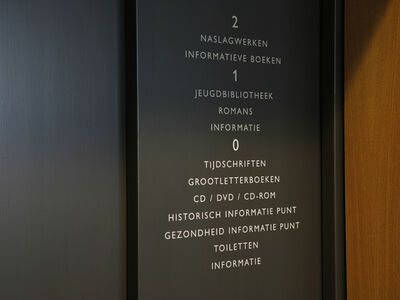 2
NASLAGWERKEN
INFORMATIEVE BOEKEN
1
JEUGDBIBLIOTHEEK
ROMANS
INFORMATIE
0
TIJDSCHRIFTEN
GROOTLETTERBOEKEN
CD / DVD / CD-ROM
HISTORISCH INFORMATIE PUNT
GEZONDHEID INFORMATIE PUNT
TOILETTEN
INFORMATIE